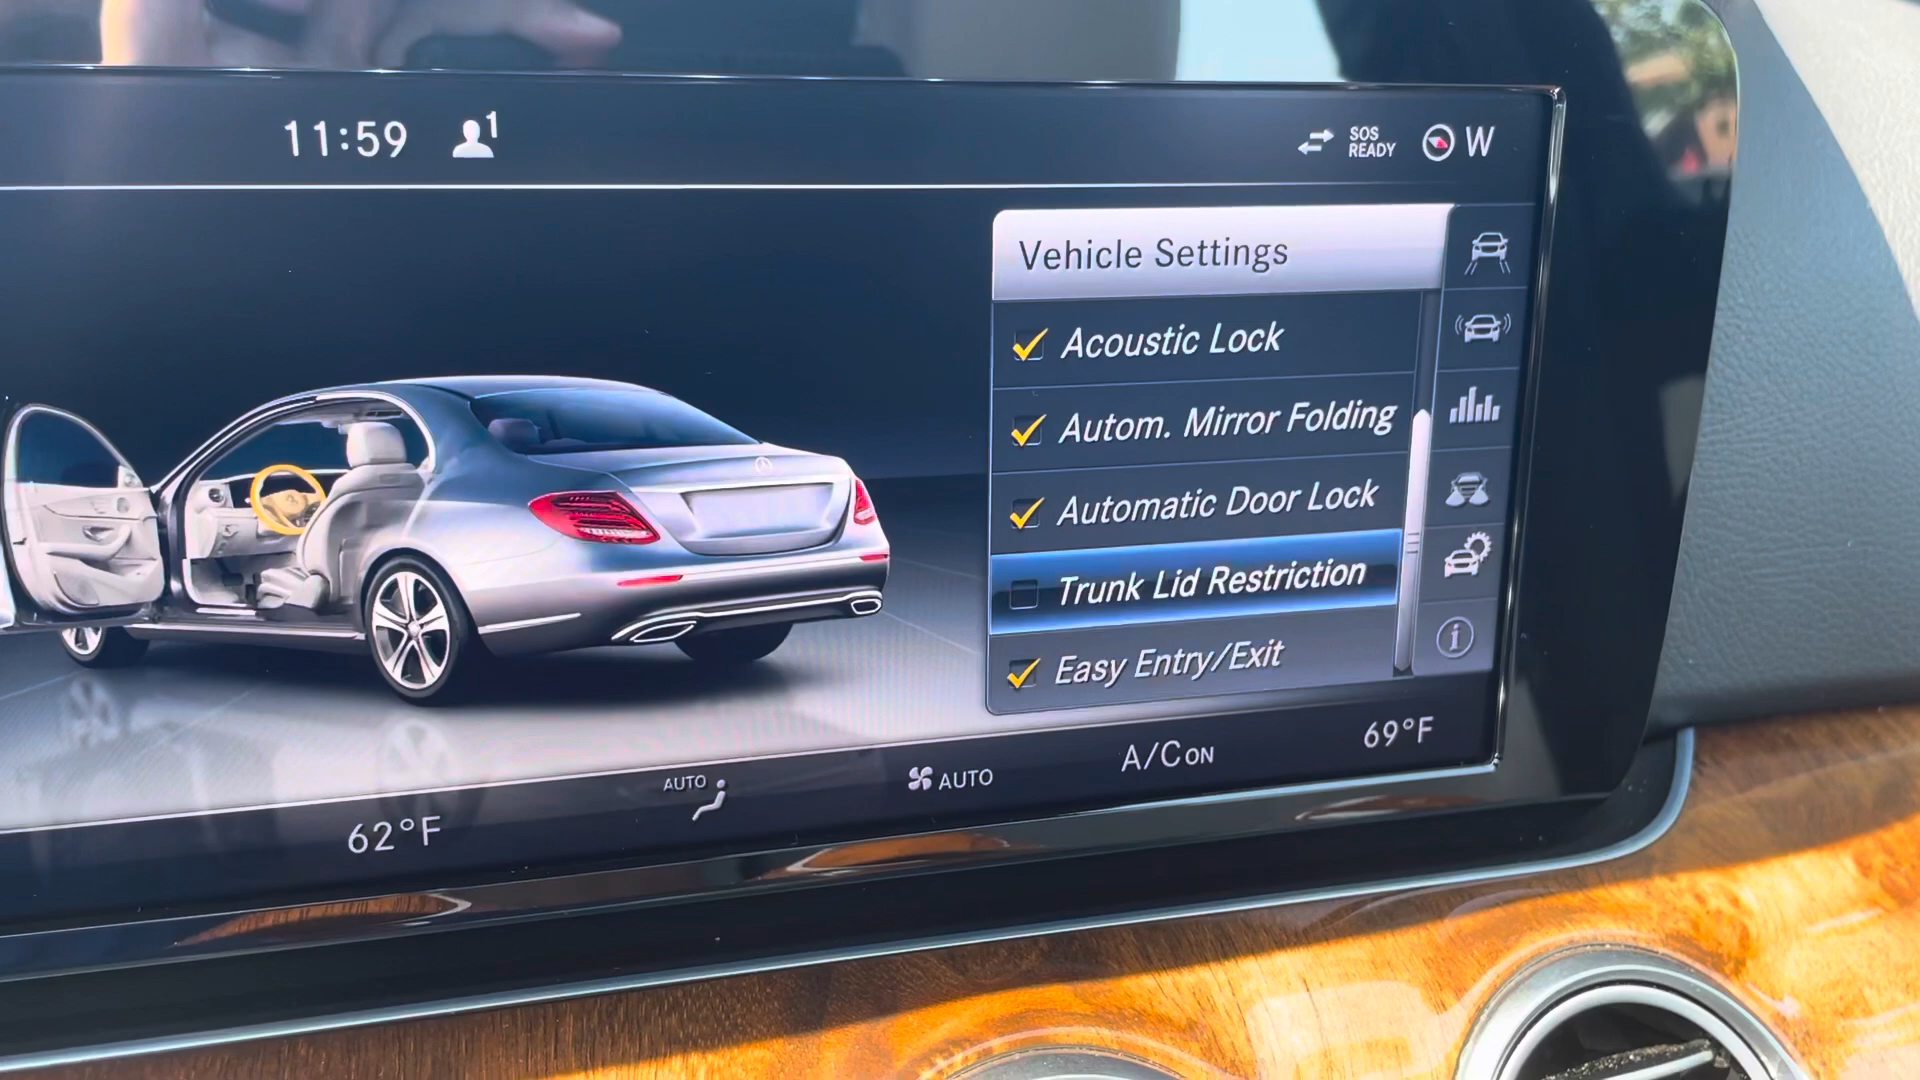 11:59 1
SOS
READY
W
Vehicle Settings
Acoustic Lock
Autom. Mirror Folding
Automatic Door Lock
Trunk Lid Restriction
Easy Entry/Exit
62°F
AUTO
AUTO
A/C ON
69°F